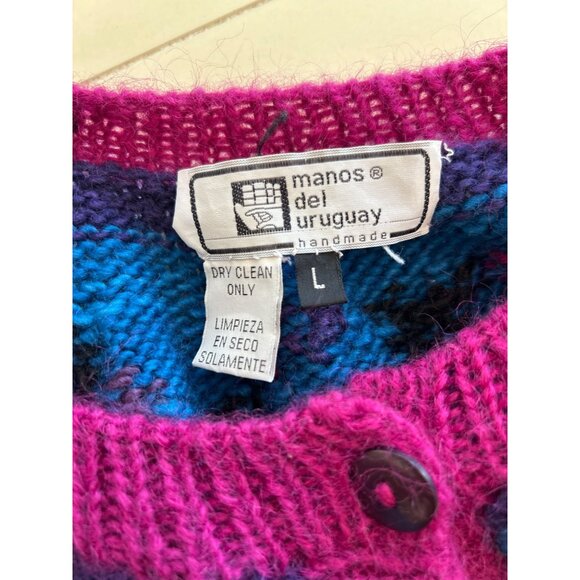 manos ®
del
uruguay
handmade
L
DRY CLEAN
ONLY
LIMPIEZA
EN SECO
SOLAMENTE